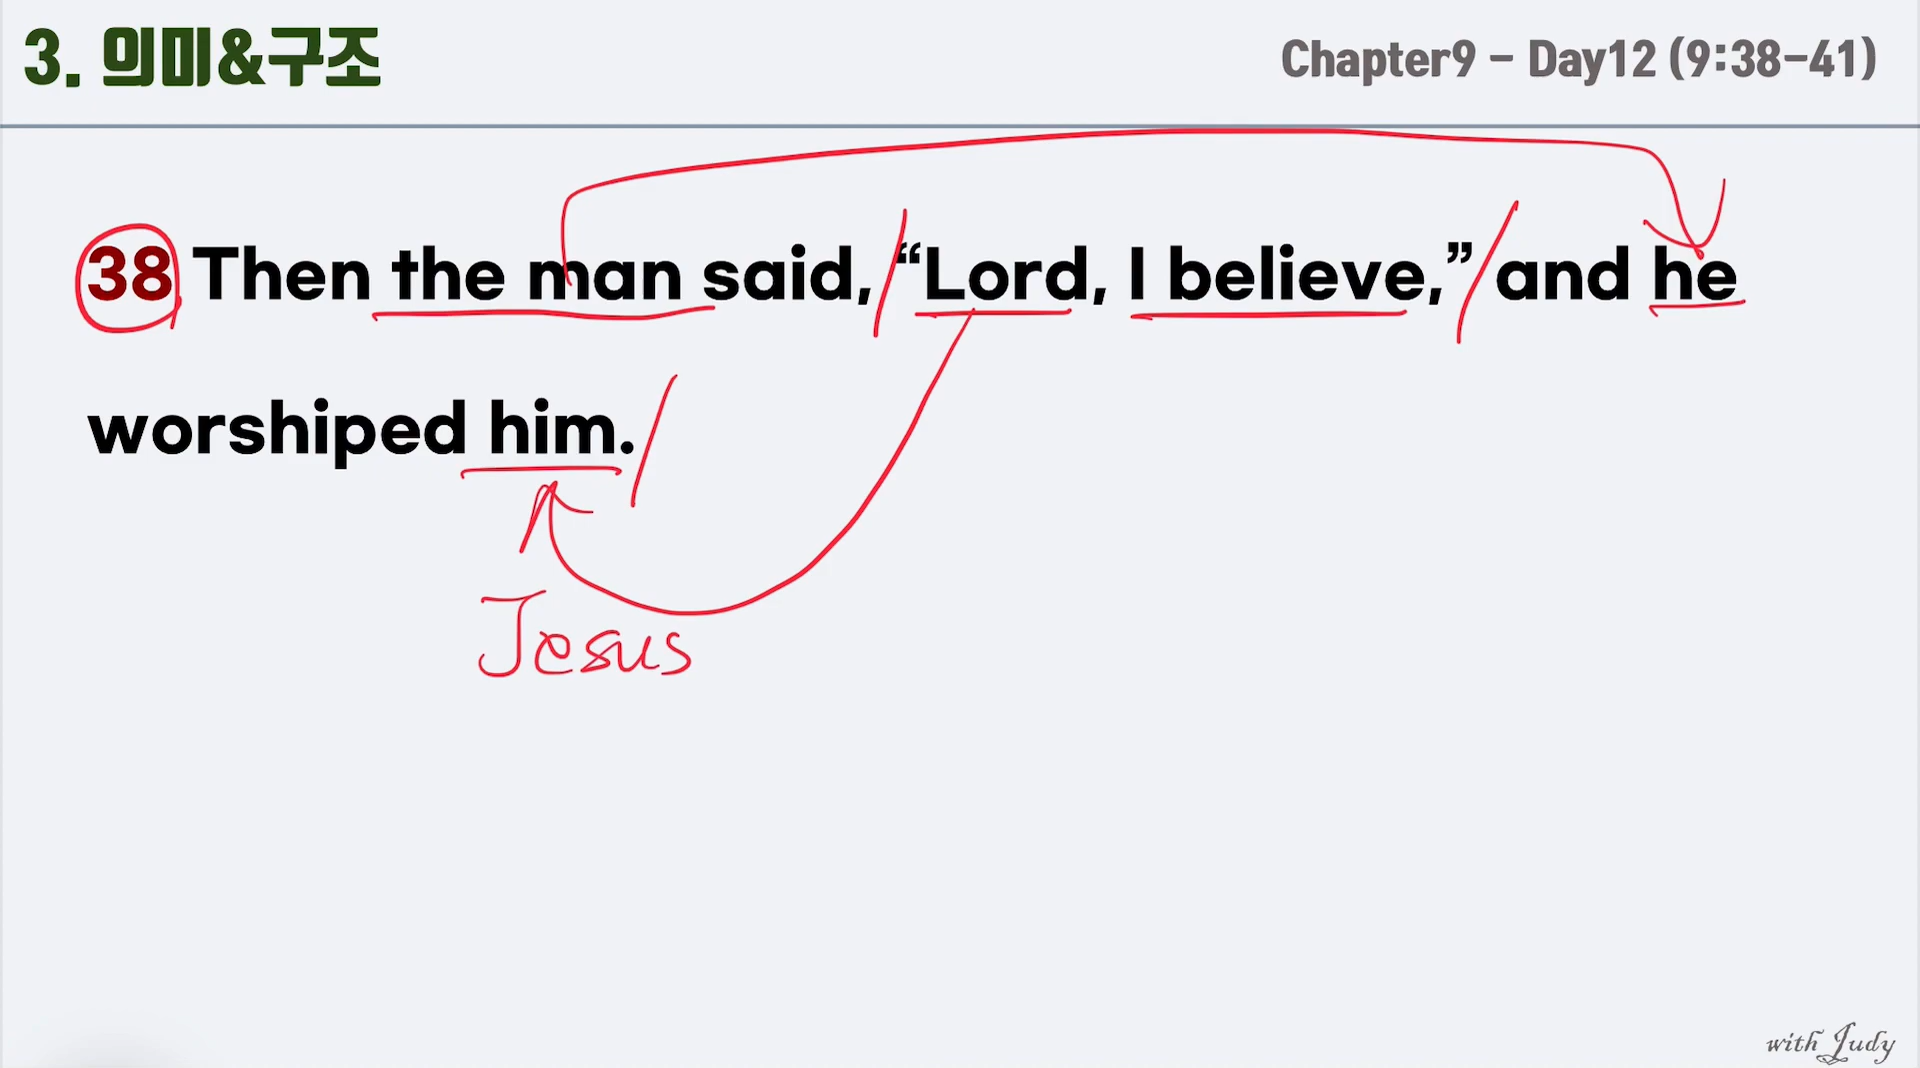 3. 의미&구조
Chapter9 - Day12 (9:38-41)
38 Then the man said, “Lord, I believe,” and he
worshiped him.
Jesus
with Judy